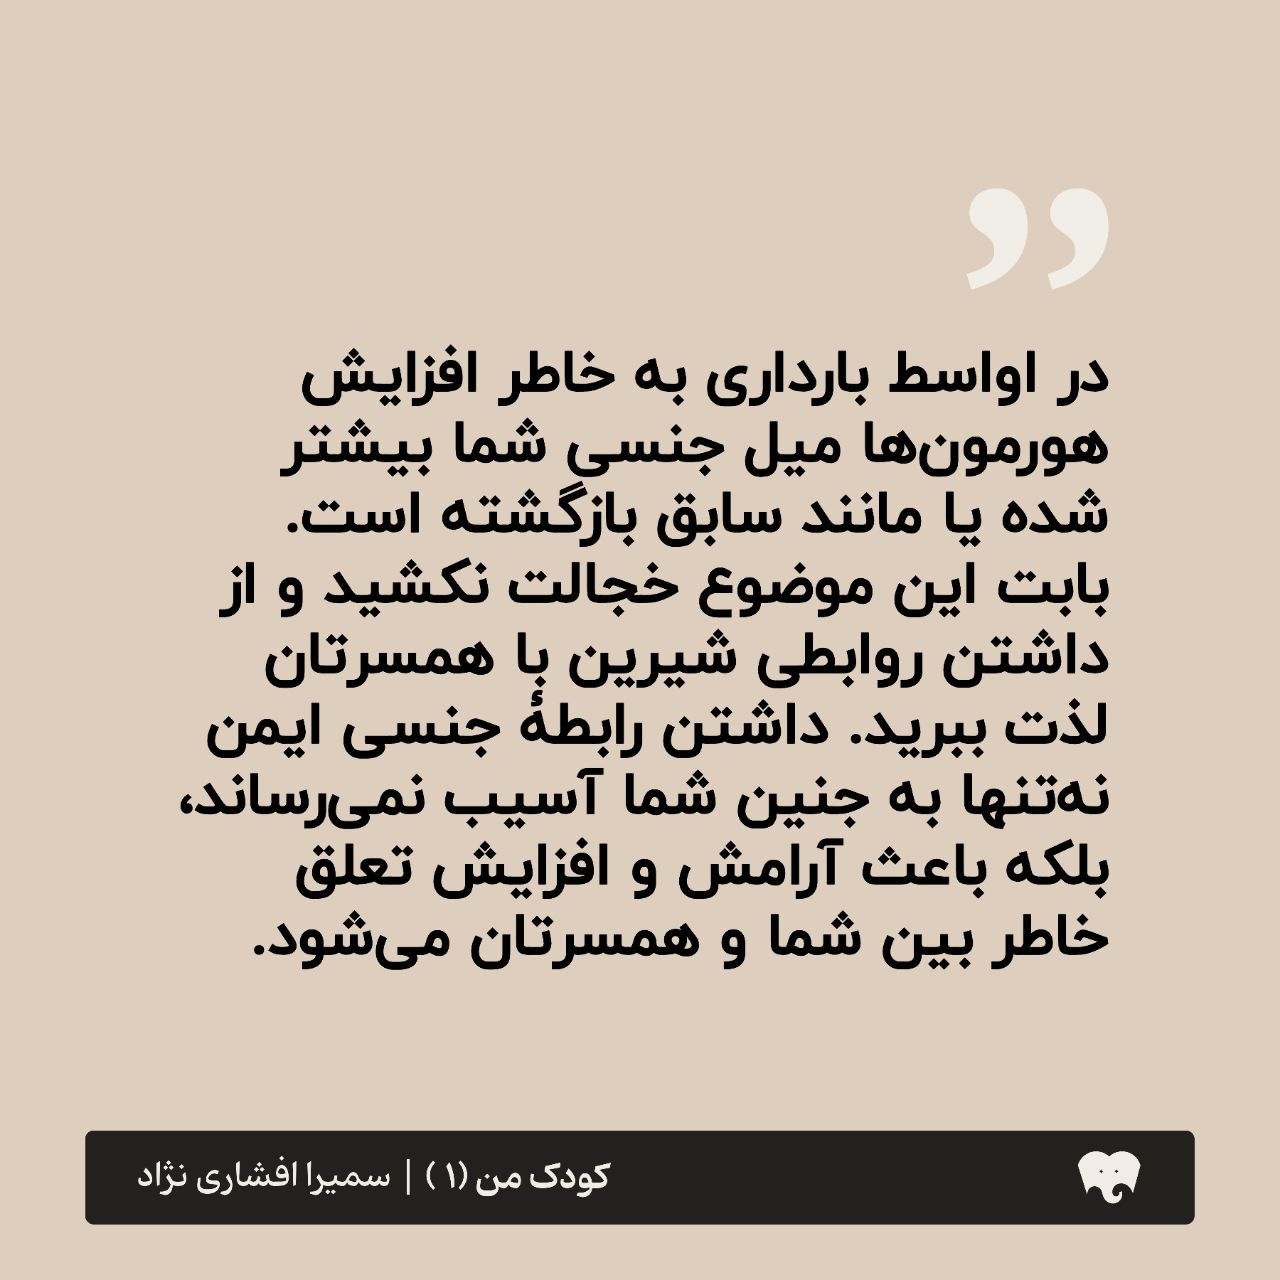 ”
در اواسط بارداری به خاطر افزایش
هورمون‌ها میل جنسی شما بیشتر
شده یا مانند سابق بازگشته است.
بابت این موضوع خجالت نکشید و از
داشتن روابطی شیرین با همسرتان
لذت ببرید. داشتن رابطهٔ جنسی ایمن
نه‌تنها به جنین شما آسیب نمی‌رساند،
بلکه باعث آرامش و افزایش تعلق
خاطر بین شما و همسرتان می‌شود.
کودک من (۱) | سمیرا افشاری نژاد